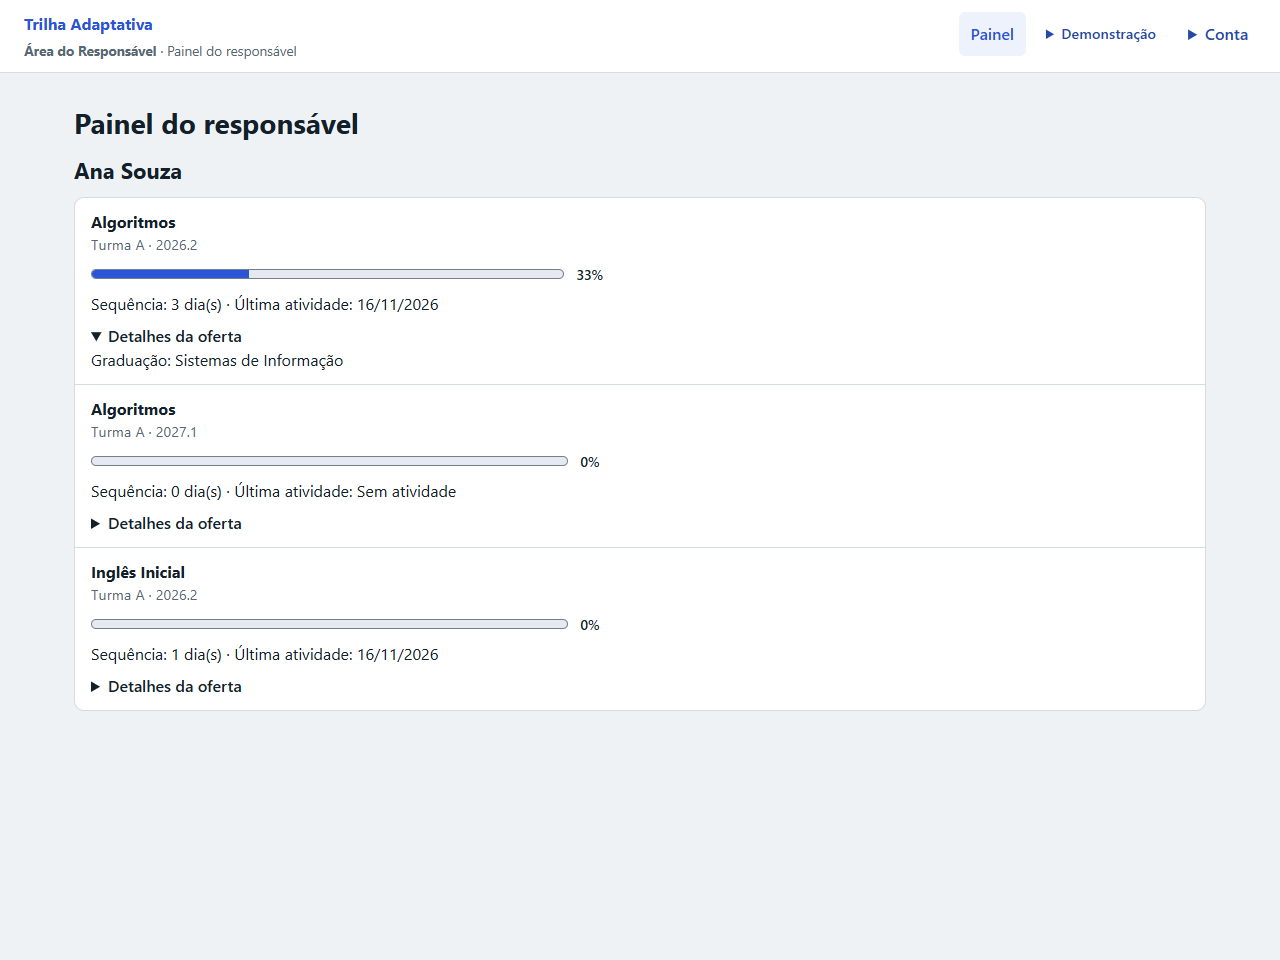 Trilha Adaptativa
Área do Responsável · Painel do responsável
Painel
Demonstração
Conta
Painel do responsável
Ana Souza
Algoritmos
Turma A · 2026.2
33%
Sequência: 3 dia(s) · Última atividade: 16/11/2026
Detalhes da oferta
Graduação: Sistemas de Informação
Algoritmos
Turma A · 2027.1
0%
Sequência: 0 dia(s) · Última atividade: Sem atividade
Detalhes da oferta
Inglês Inicial
Turma A · 2026.2
0%
Sequência: 1 dia(s) · Última atividade: 16/11/2026
Detalhes da oferta